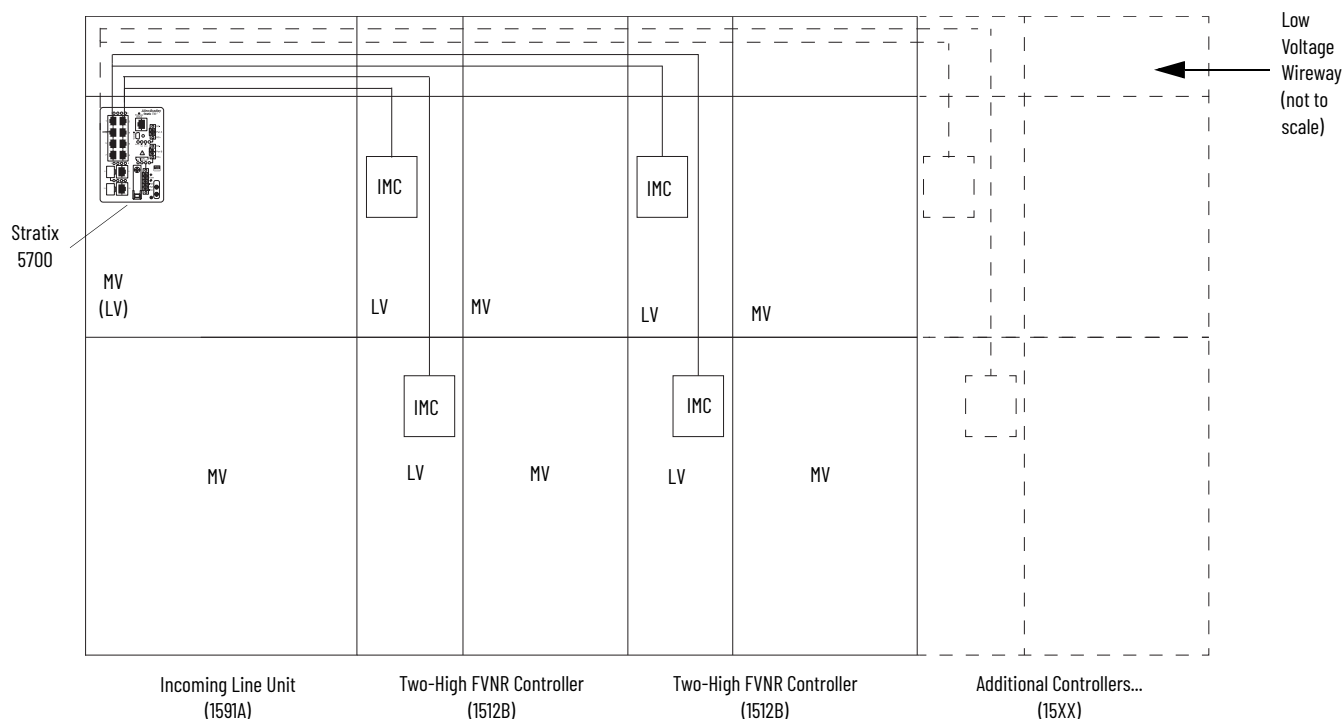 Low
Voltage
Wireway
(not to
scale)
Stratix
5700
IMC
IMC
MV
(LV)
LV
MV
LV
MV
IMC
IMC
MV
LV
MV
LV
MV
Incoming Line Unit
(1591A)
Two-High FVNR Controller
(1512B)
Two-High FVNR Controller
(1512B)
Additional Controllers...
(15XX)